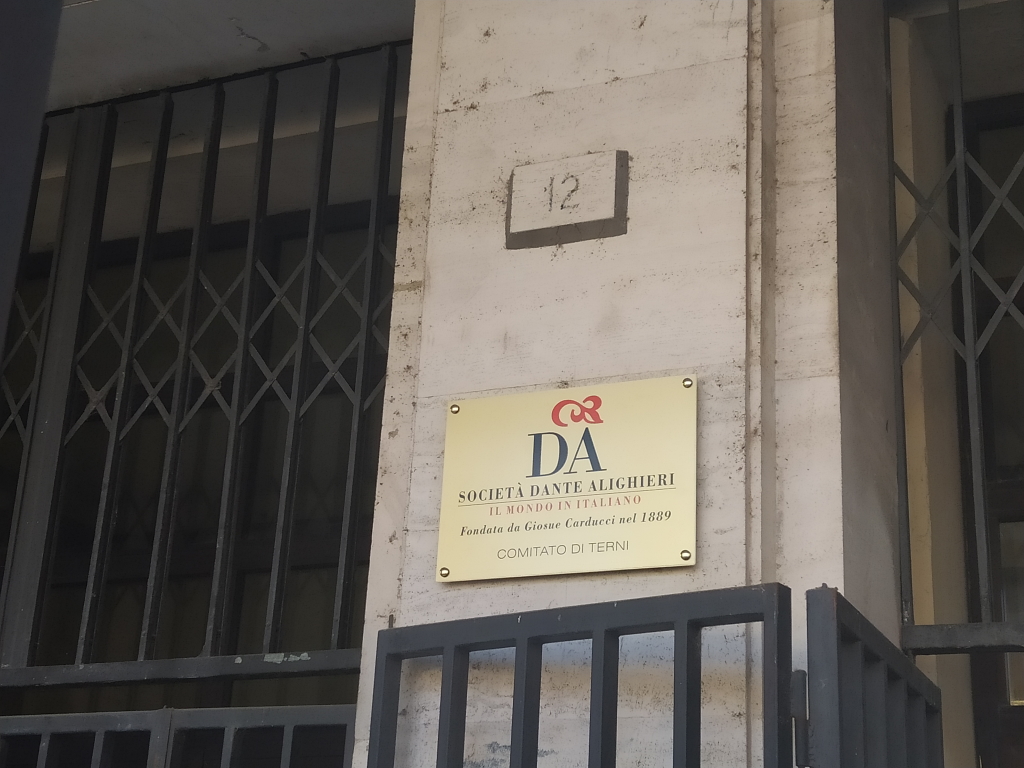 12
DA
SOCIETÀ DANTE ALIGHIERI
IL MONDO IN ITALIANO
Fondata da Giosue Carducci nel 1889
COMITATO DI TERNI